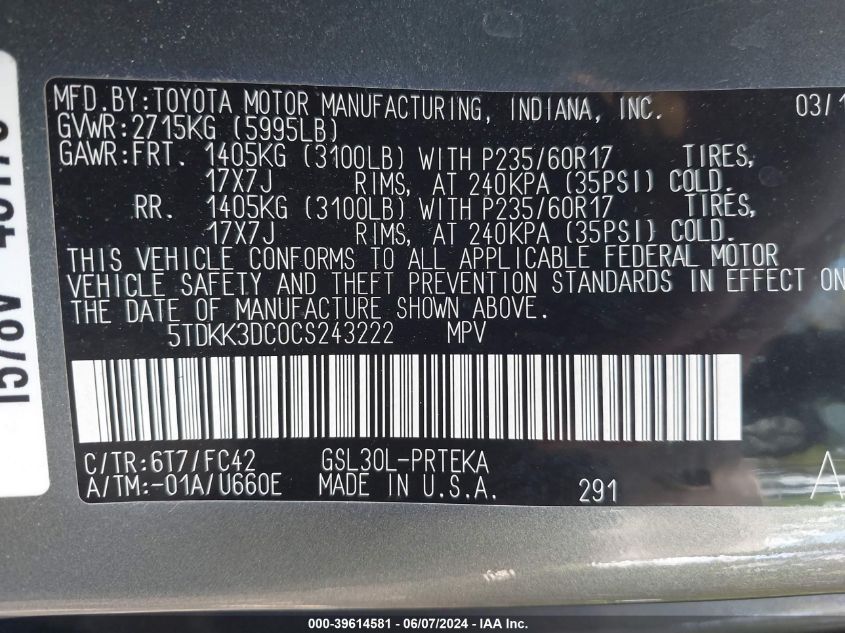 MFD.BY:TOYOTA MOTOR MANUFACTURING, INDIANA, INC. 03/1
GVWR:2715KG (5995LB)
GAWR:FRT. 1405KG (3100LB) WITH P235/60R17 TIRES,
17X7J RIMS, AT 240KPA (35PSI) COLD.
RR. 1405KG (3100LB) WITH P235/60R17 TIRES,
17X7J RIMS, AT 240KPA (35PSI) COLD.
THIS VEHICLE CONFORMS TO ALL APPLICABLE FEDERAL MOTOR
VEHICLE SAFETY AND THEFT PREVENTION STANDARDS IN EFFECT ON
THE DATE OF MANUFACTURE SHOWN ABOVE.
5TDKK3DC0CS243222 MPV
C/TR:6T7/FC42 GSL30L-PRTEKA
A/TM:-01A/U660E MADE IN U.S.A. 291 A
000-39614581 - 06/07/2024 - IAA Inc.